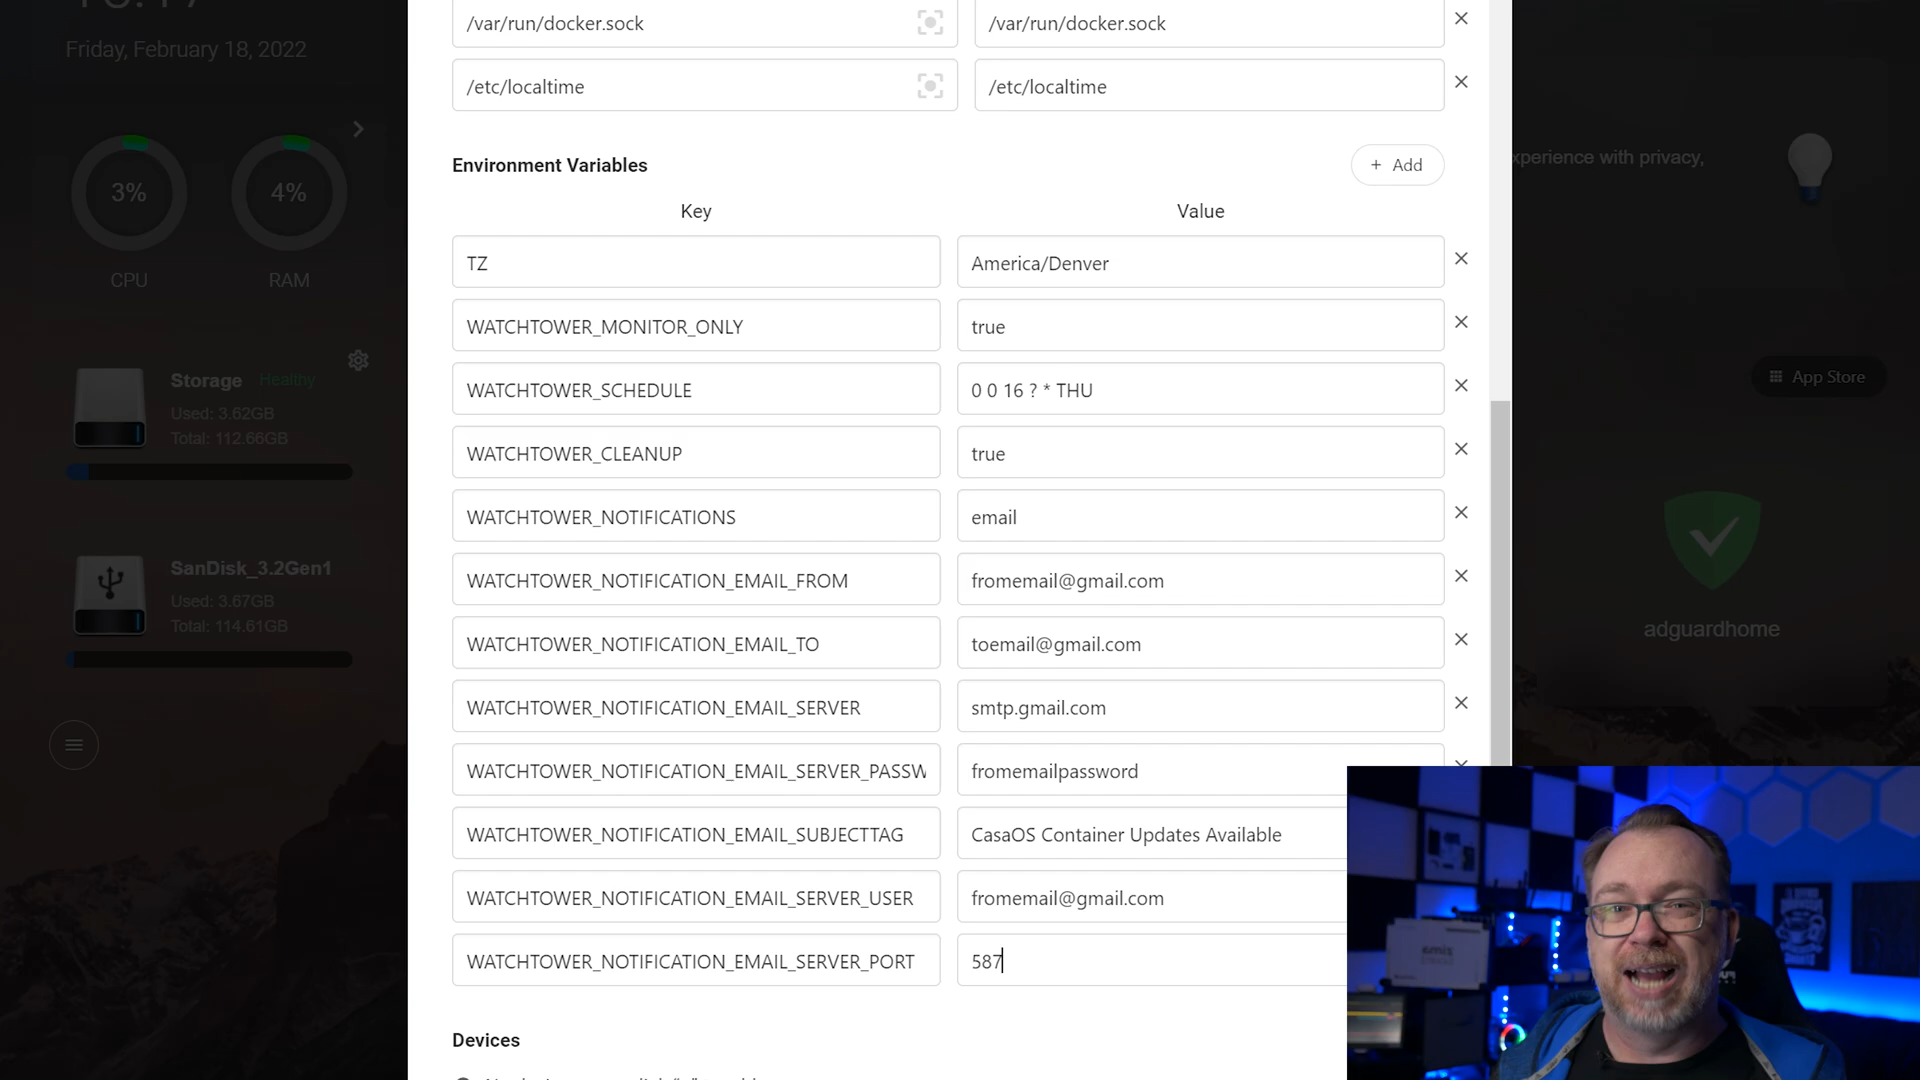 Friday, February 18, 2022
3%
4%
CPU
RAM
Storage Healthy
Used: 3.62GB
Total: 112.66GB
SanDisk_3.2Gen1
Used: 3.67GB
Total: 114.61GB
/var/run/docker.sock /var/run/docker.sock
/etc/localtime /etc/localtime
Environment Variables
+ Add
Key Value
TZ America/Denver
WATCHTOWER_MONITOR_ONLY true
WATCHTOWER_SCHEDULE 0 0 16 ? * THU
WATCHTOWER_CLEANUP true
WATCHTOWER_NOTIFICATIONS email
WATCHTOWER_NOTIFICATION_EMAIL_FROM fromemail@gmail.com
WATCHTOWER_NOTIFICATION_EMAIL_TO toemail@gmail.com
WATCHTOWER_NOTIFICATION_EMAIL_SERVER smtp.gmail.com
WATCHTOWER_NOTIFICATION_EMAIL_SERVER_PASSW fromemailpassword
WATCHTOWER_NOTIFICATION_EMAIL_SUBJECTTAG CasaOS Container Updates Available
WATCHTOWER_NOTIFICATION_EMAIL_SERVER_USER fromemail@gmail.com
WATCHTOWER_NOTIFICATION_EMAIL_SERVER_PORT 587
Devices
xperience with privacy,
App Store
adguardhome